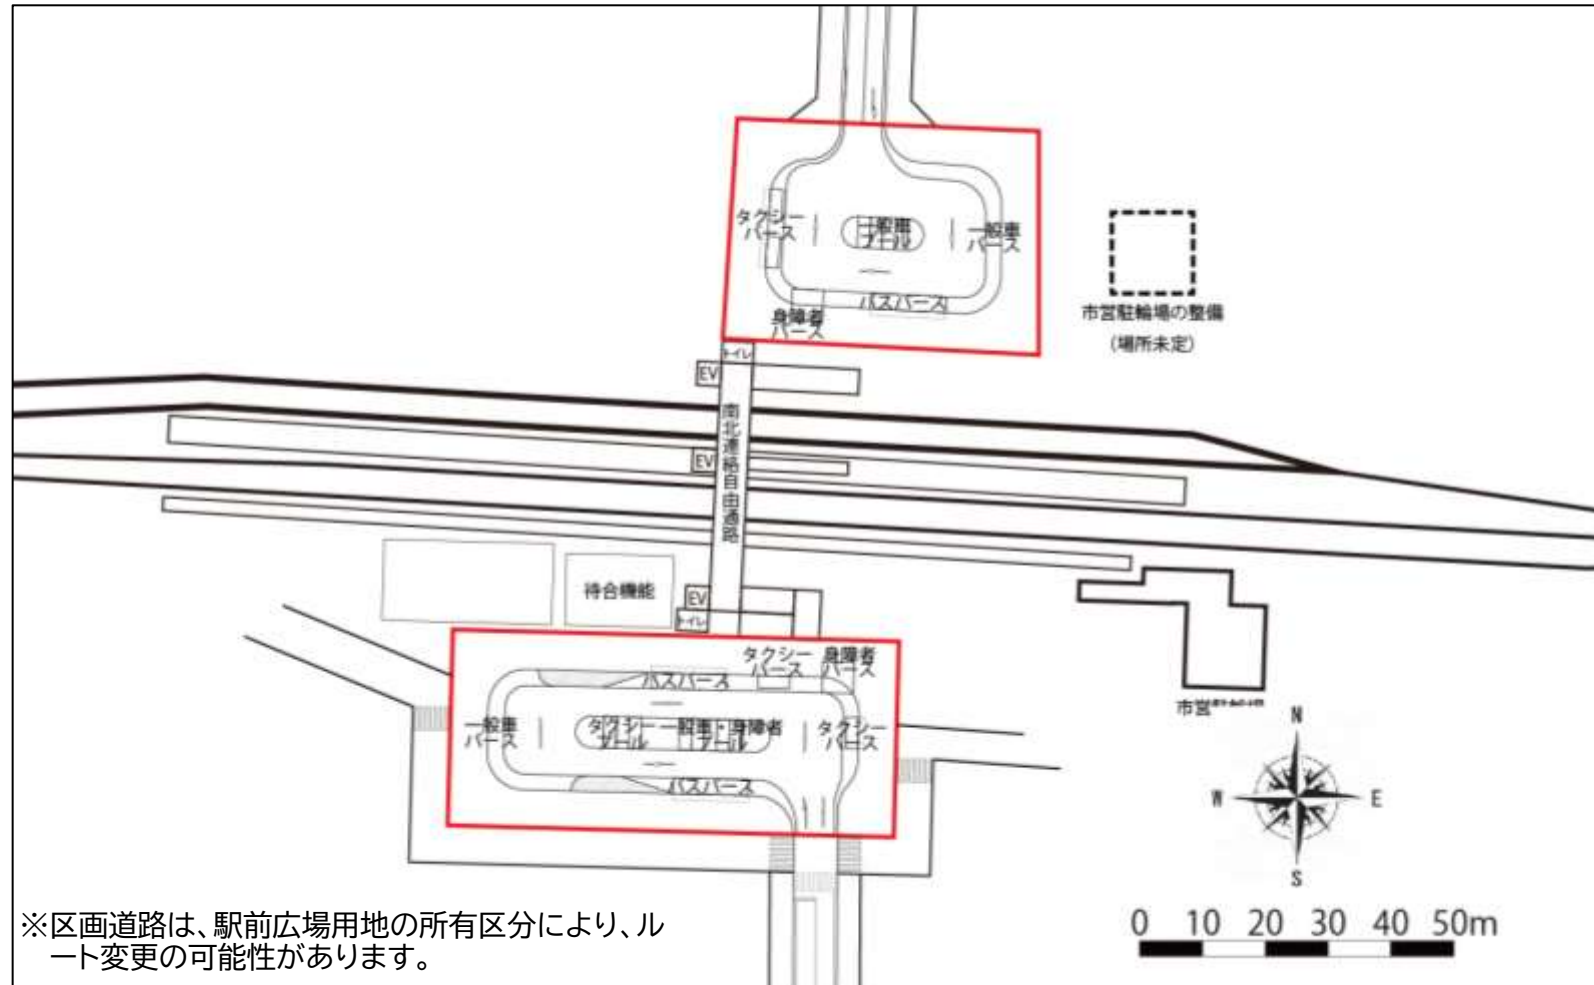 タクシー
バース
一般車
プール
一般車
バース
バスバース
身障者
バース
市営駐輪場の整備
(場所未定)
トイレ
EV
南北連絡自由通路
EV
待合機能
EV
トイレ
タクシー
バース
身障者
バース
バスバース
一般車
バース
タクシー
プール
一般車・身障者
プール
タクシー
バース
バスバース
市営
N
W
E
S
0 10 20 30 40 50m
※区画道路は、駅前広場用地の所有区分により、ル
ート変更の可能性があります。